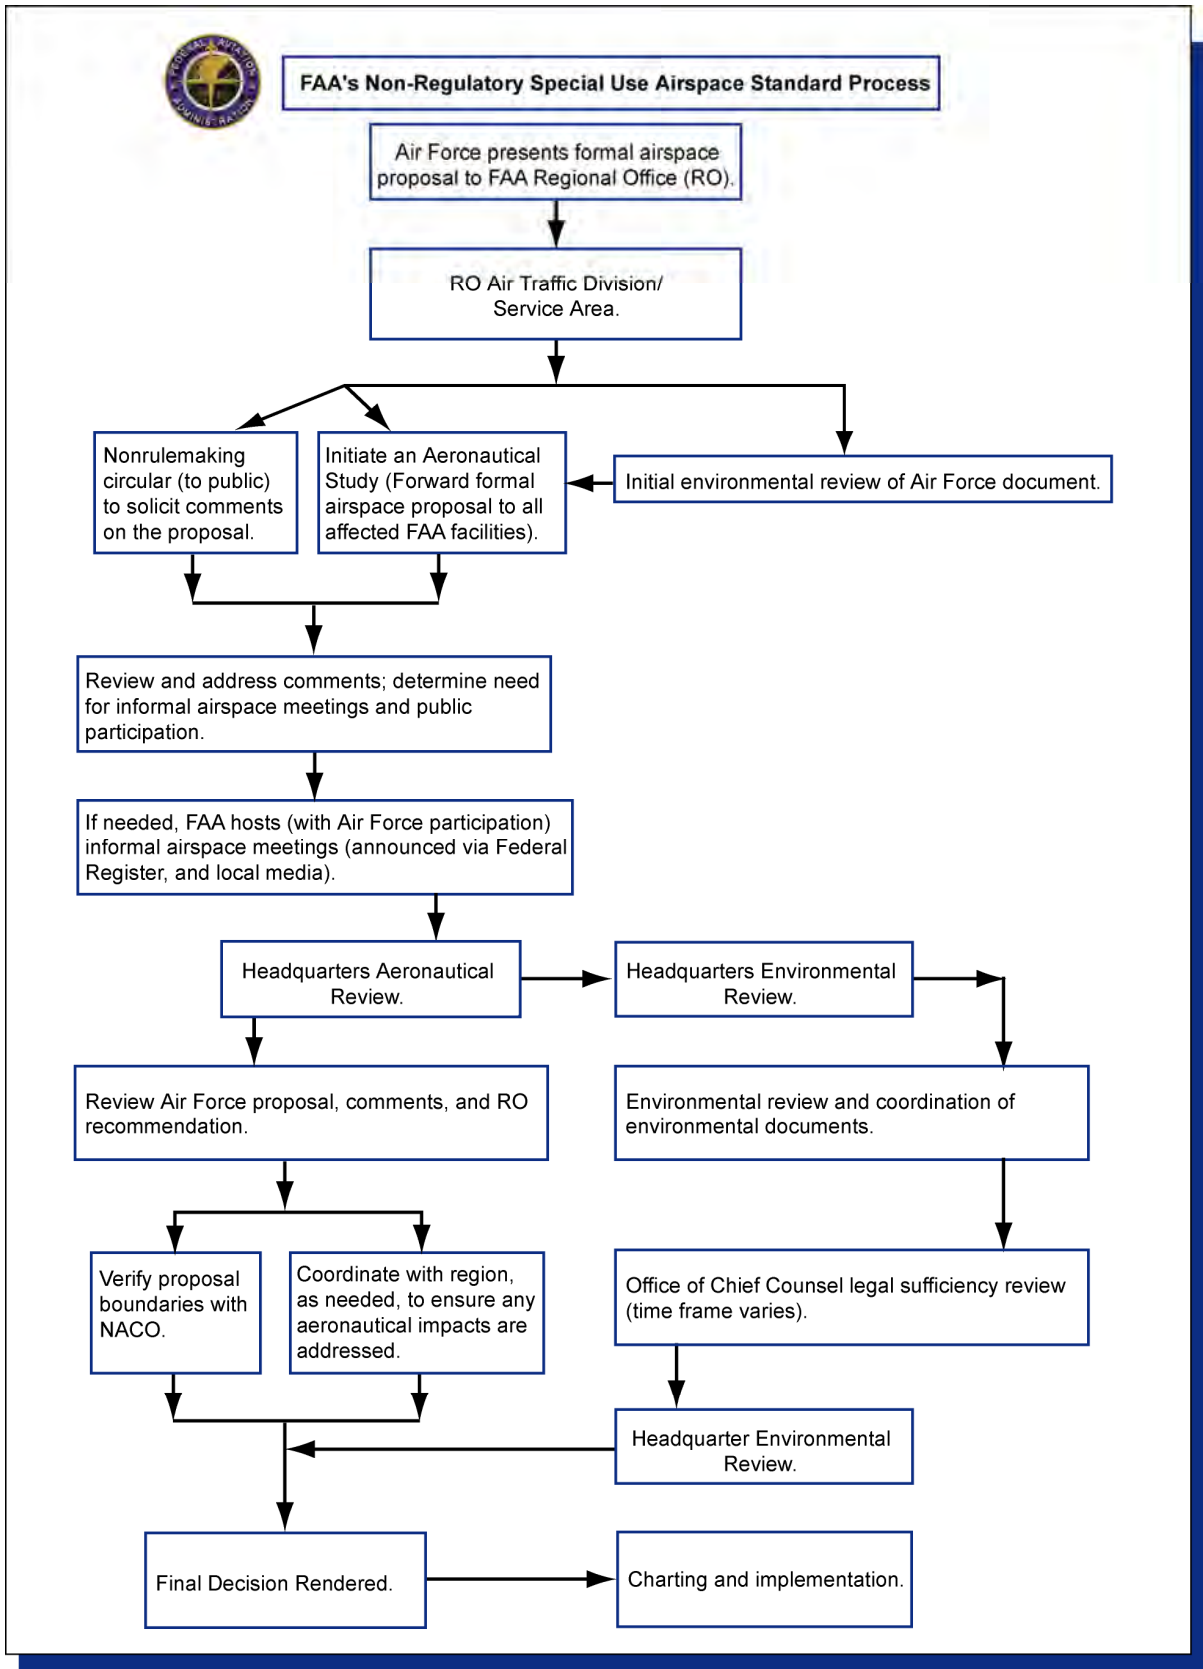 FEDERAL AVIATION
ADMINISTRATION
FAA's Non-Regulatory Special Use Airspace Standard Process
Air Force presents formal airspace
proposal to FAA Regional Office (RO).
RO Air Traffic Division/
Service Area.
Nonrulemaking
circular (to public)
to solicit comments
on the proposal.
Initiate an Aeronautical
Study (Forward formal
airspace proposal to all
affected FAA facilities).
Initial environmental review of Air Force document.
Review and address comments; determine need
for informal airspace meetings and public
participation.
If needed, FAA hosts (with Air Force participation)
informal airspace meetings (announced via Federal
Register, and local media).
Headquarters Aeronautical
Review.
Headquarters Environmental
Review.
Review Air Force proposal, comments, and RO
recommendation.
Environmental review and coordination of
environmental documents.
Verify proposal
boundaries with
NACO.
Coordinate with region,
as needed, to ensure any
aeronautical impacts are
addressed.
Office of Chief Counsel legal sufficiency review
(time frame varies).
Headquarter Environmental
Review.
Final Decision Rendered.
Charting and implementation.